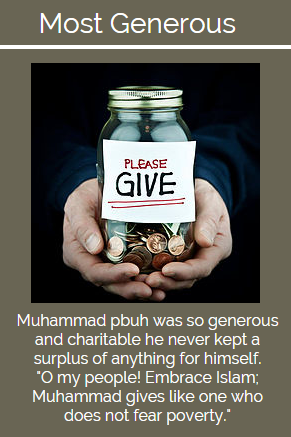 Most Generous
PLEASE
GIVE
Muhammad pbuh was so generous
and charitable he never kept a
surplus of anything for himself.
"O my people! Embrace Islam;
Muhammad gives like one who
does not fear poverty."